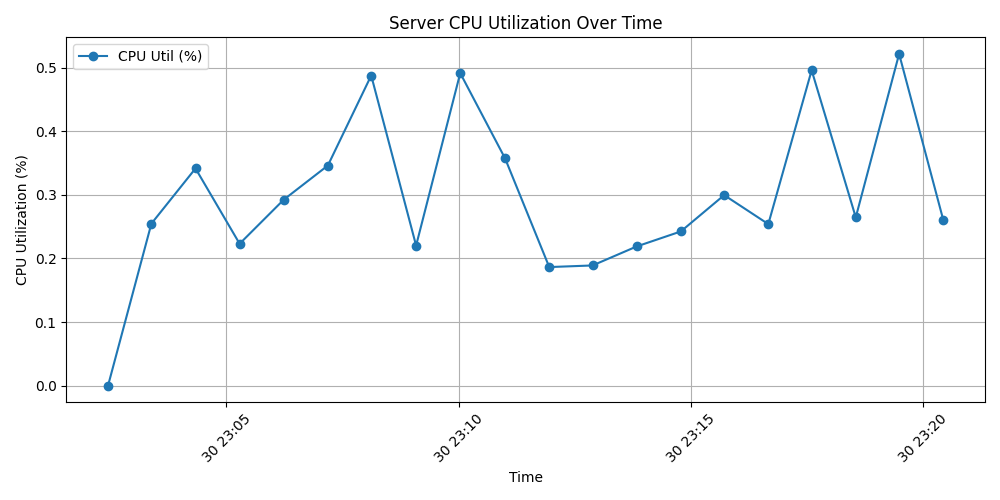 Server CPU Utilization Over Time
CPU Util (%)
CPU Utilization (%)
0.5
0.4
0.3
0.2
0.1
0.0
30 23:05
30 23:10
30 23:15
30 23:20
Time